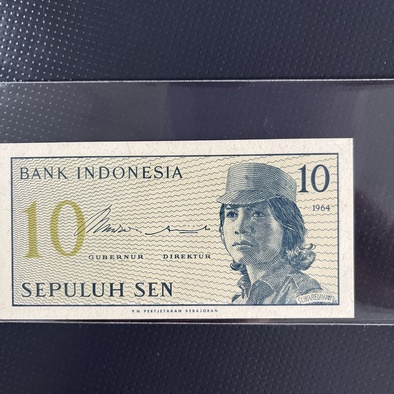 BANK INDONESIA
10
1964
10
GUBERNUR DIREKTUR
SEPULUH SEN
P.N. PERTJETAKAN KEBAJORAN